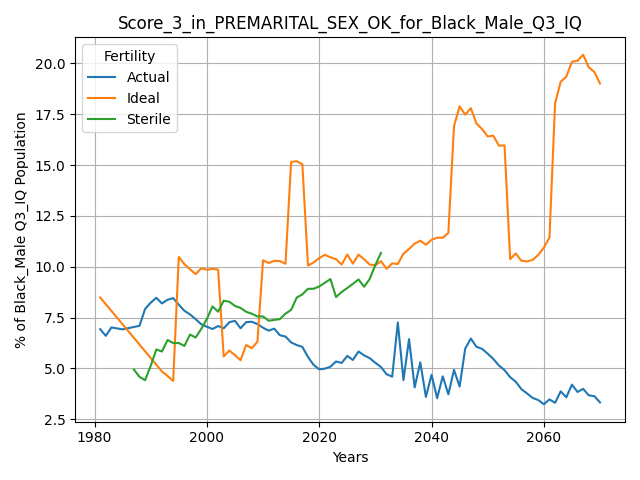 Score_3_in_PREMARITAL_SEX_OK_for_Black_Male_Q3_IQ
Fertility
Actual
Ideal
Sterile
% of Black_Male Q3_IQ Population
20.0
17.5
15.0
12.5
10.0
7.5
5.0
2.5
1980
2000
2020
2040
2060
Years